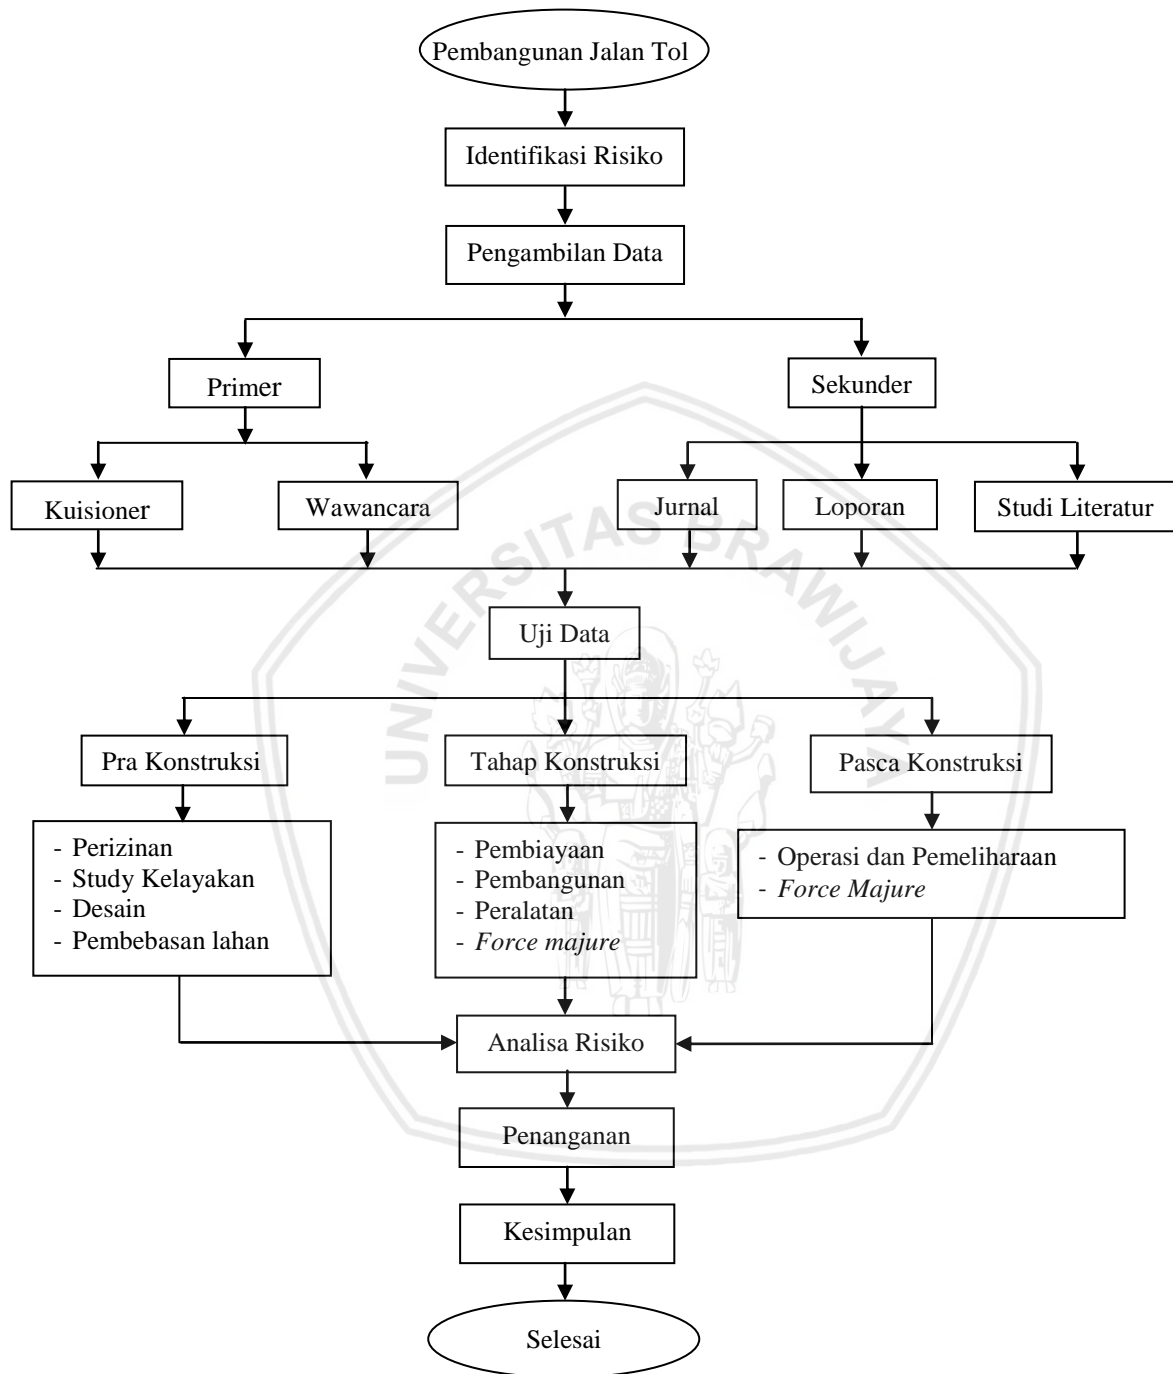 Pembangunan Jalan Tol
Identifikasi Risiko
Pengambilan Data
Primer
Sekunder
Kuisioner
Wawancara
Jurnal
Loporan
Studi Literatur
UNIVERSITAS BRAWIJAYA
Uji Data
Pra Konstruksi
Tahap Konstruksi
Pasca Konstruksi
- Perizinan
- Study Kelayakan
- Desain
- Pembebasan lahan
- Pembiayaan
- Pembangunan
- Peralatan
- Force majure
- Operasi dan Pemeliharaan
- Force Majure
Analisa Risiko
Penanganan
Kesimpulan
Selesai